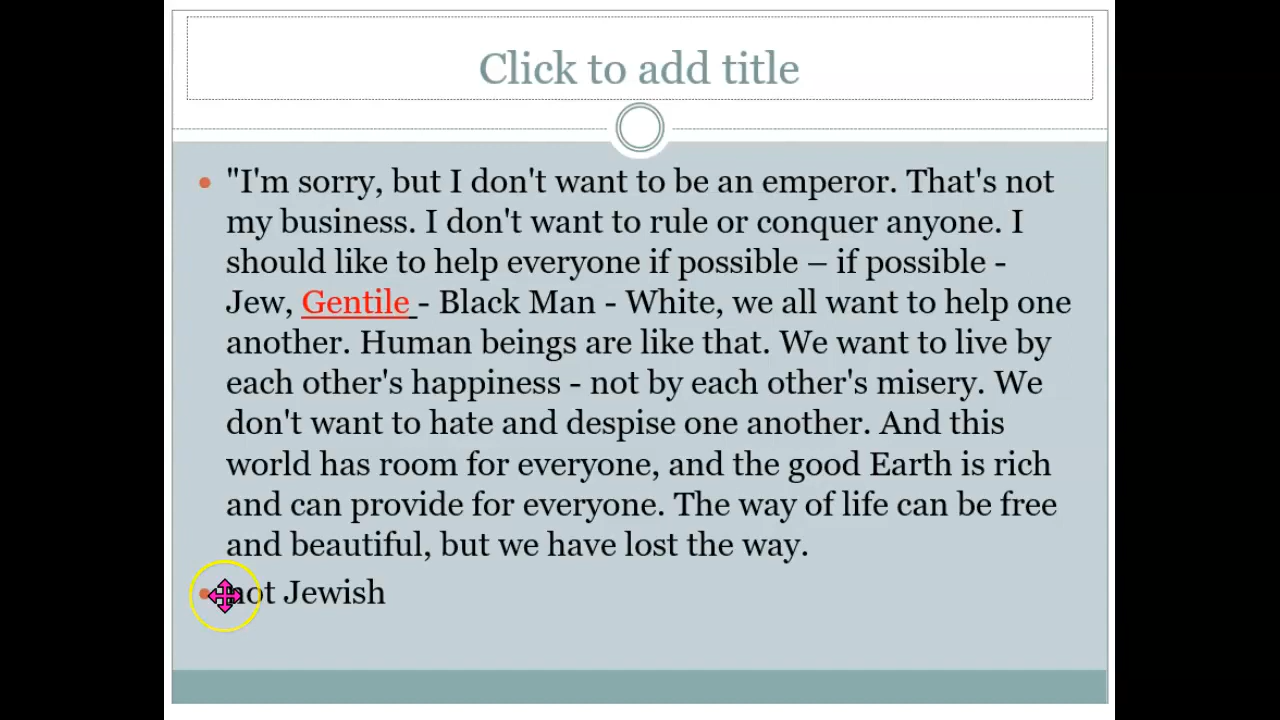 Click to add title
"I'm sorry, but I don't want to be an emperor. That's not
my business. I don't want to rule or conquer anyone. I
should like to help everyone if possible – if possible -
Jew, Gentile - Black Man - White, we all want to help one
another. Human beings are like that. We want to live by
each other's happiness - not by each other's misery. We
don't want to hate and despise one another. And this
world has room for everyone, and the good Earth is rich
and can provide for everyone. The way of life can be free
and beautiful, but we have lost the way.
not Jewish